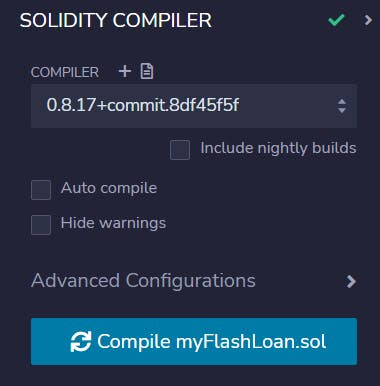 SOLIDITY COMPILER
COMPILER
0.8.17+commit.8df45f5f
Include nightly builds
Auto compile
Hide warnings
Advanced Configurations
Compile myFlashLoan.sol